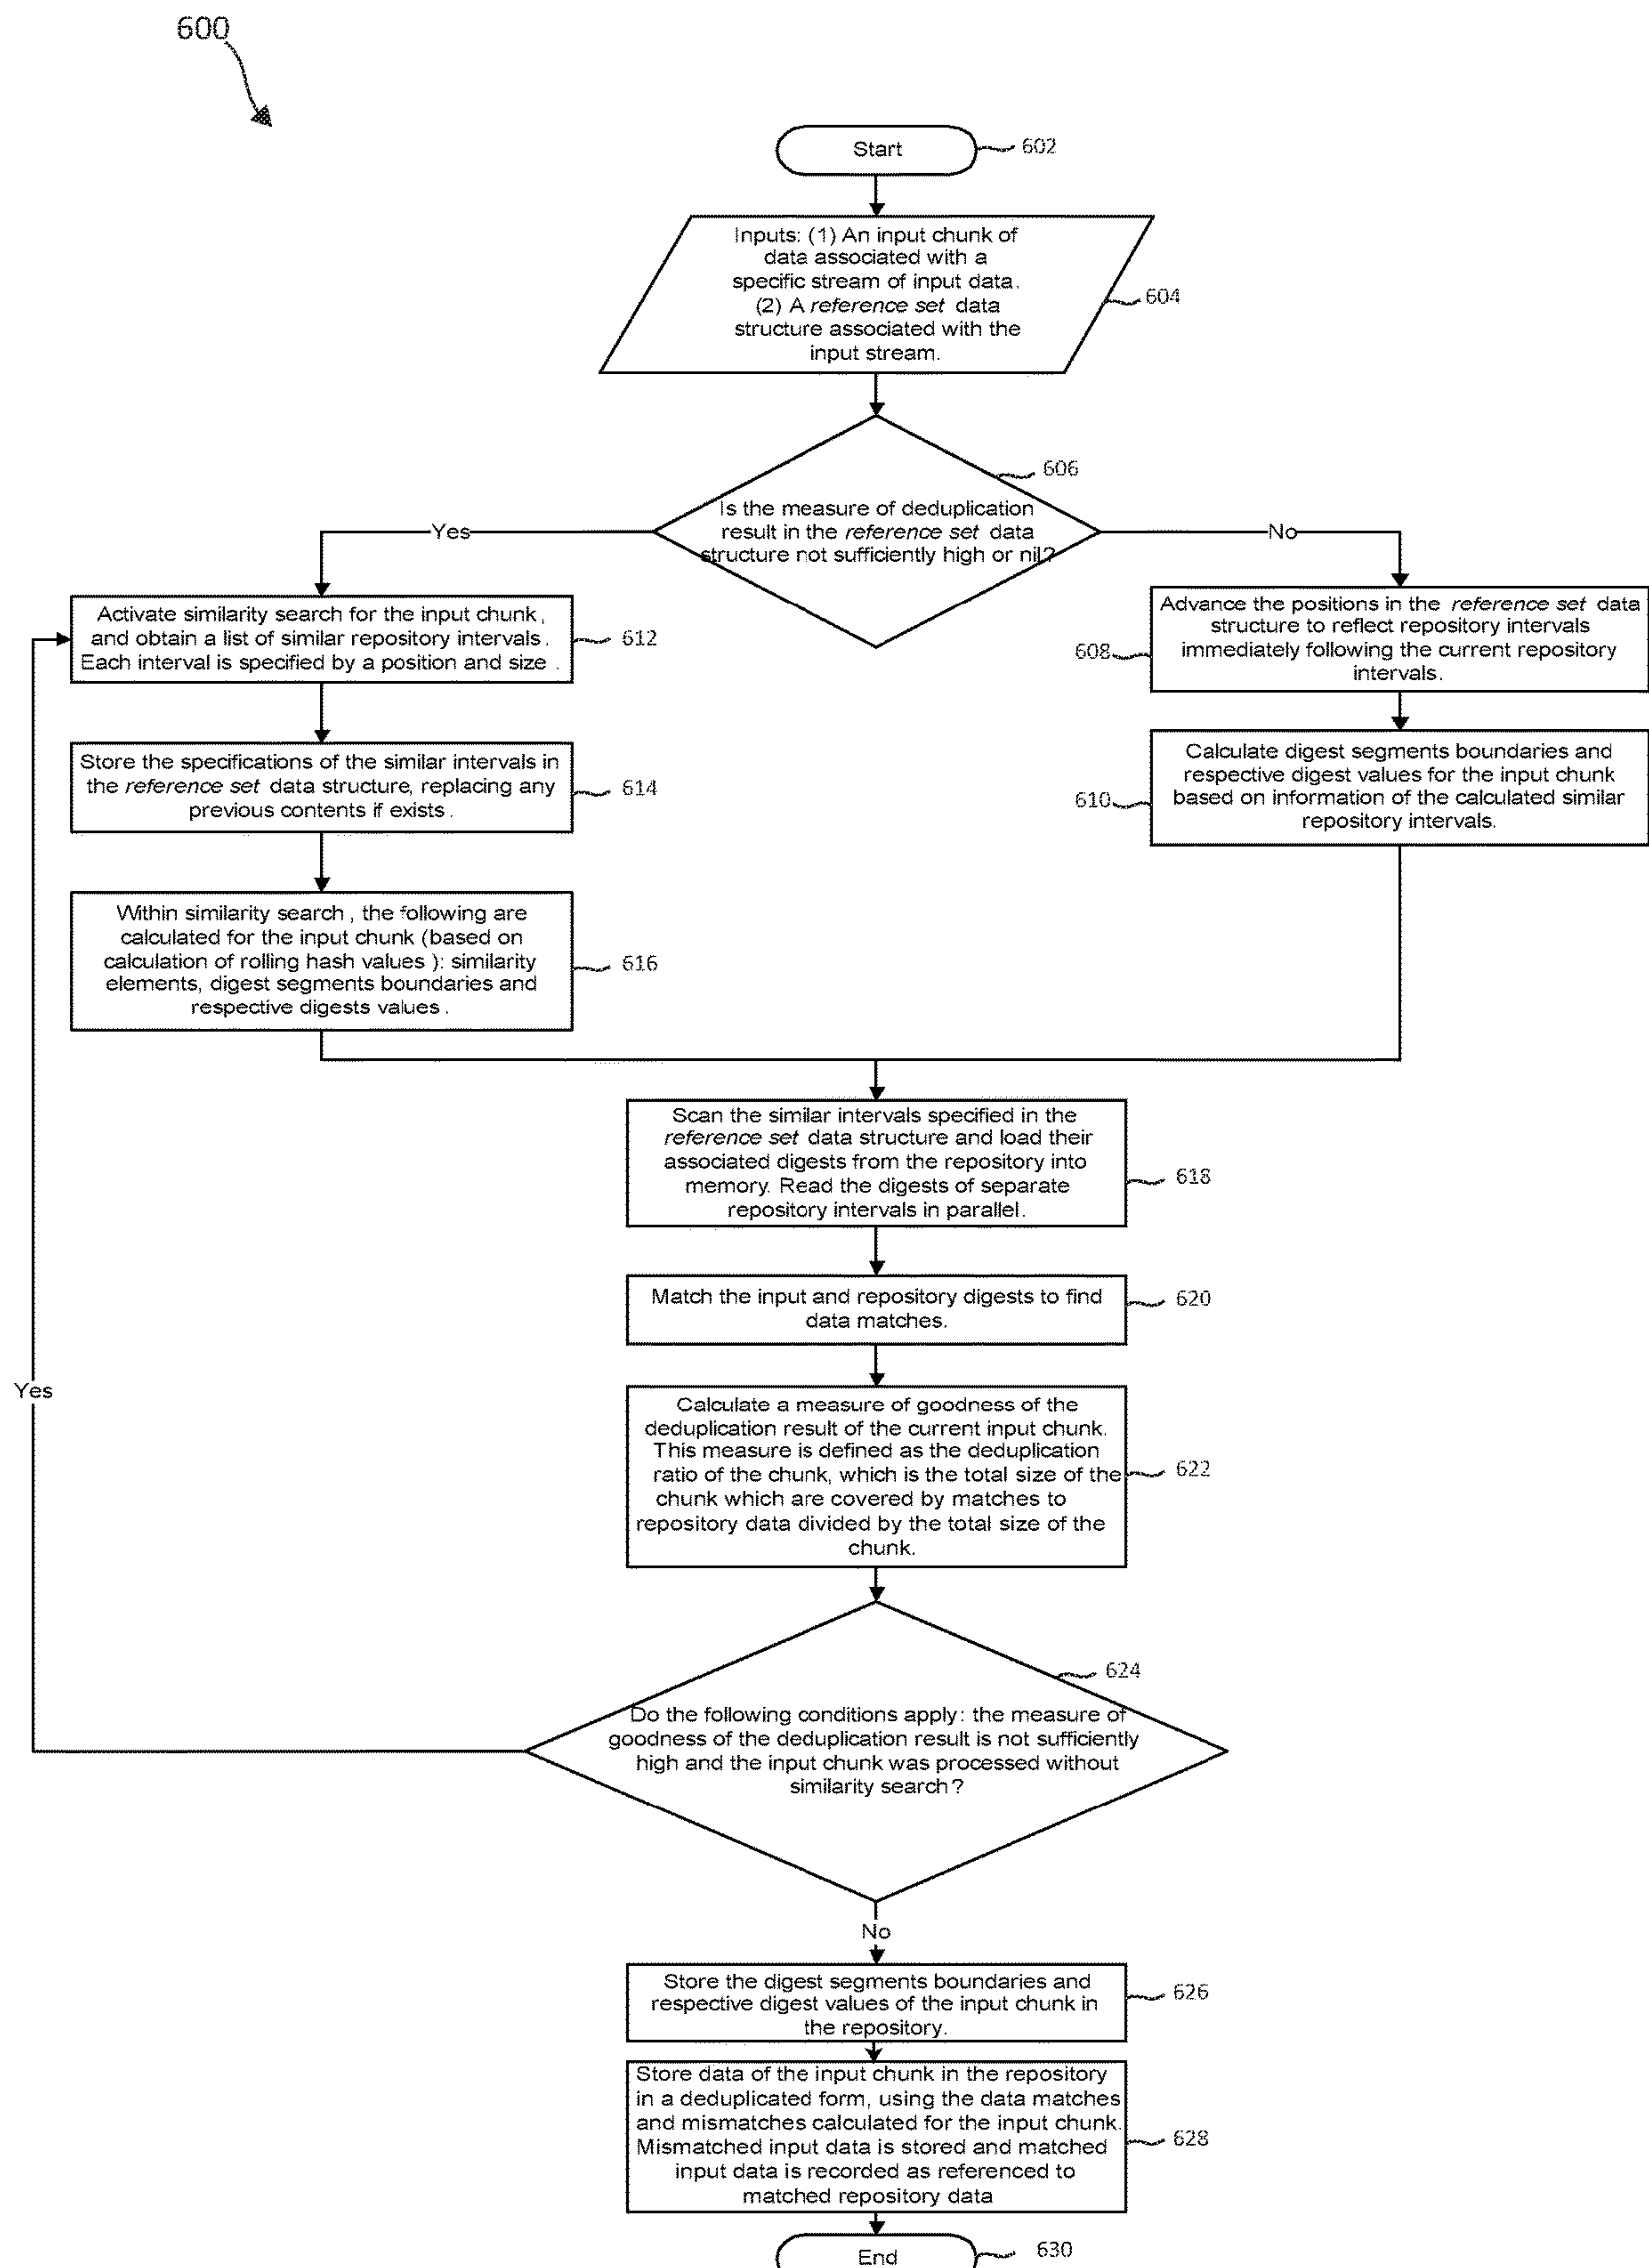 600
Start
602
Inputs: (1) An input chunk of
data associated with a
specific stream of input data.
(2) A reference set data
structure associated with the
input stream.
604
606
Is the measure of deduplication
result in the reference set data
structure not sufficiently high or nil?
Yes
No
Activate similarity search for the input chunk,
and obtain a list of similar repository intervals.
Each interval is specified by a position and size.
612
Advance the positions in the reference set data
structure to reflect repository intervals
immediately following the current repository
intervals.
608
Store the specifications of the similar intervals in
the reference set data structure, replacing any
previous contents if exists.
614
Calculate digest segments boundaries and
respective digest values for the input chunk
based on information of the calculated similar
repository intervals.
610
Within similarity search, the following are
calculated for the input chunk (based on
calculation of rolling hash values): similarity
elements, digest segments boundaries and
respective digests values.
616
Scan the similar intervals specified in the
reference set data structure and load their
associated digests from the repository into
memory. Read the digests of separate
repository intervals in parallel.
618
Match the input and repository digests to find
data matches.
620
Yes
Calculate a measure of goodness of the
deduplication result of the current input chunk.
This measure is defined as the deduplication
ratio of the chunk, which is the total size of the
chunk which are covered by matches to
repository data divided by the total size of the
chunk.
622
624
Do the following conditions apply: the measure of
goodness of the deduplication result is not sufficiently
high and the input chunk was processed without
similarity search?
No
Store the digest segments boundaries and
respective digest values of the input chunk in
the repository.
626
Store data of the input chunk in the repository
in a deduplicated form, using the data matches
and mismatches calculated for the input chunk.
Mismatched input data is stored and matched
input data is recorded as referenced to
matched repository data
628
End
630